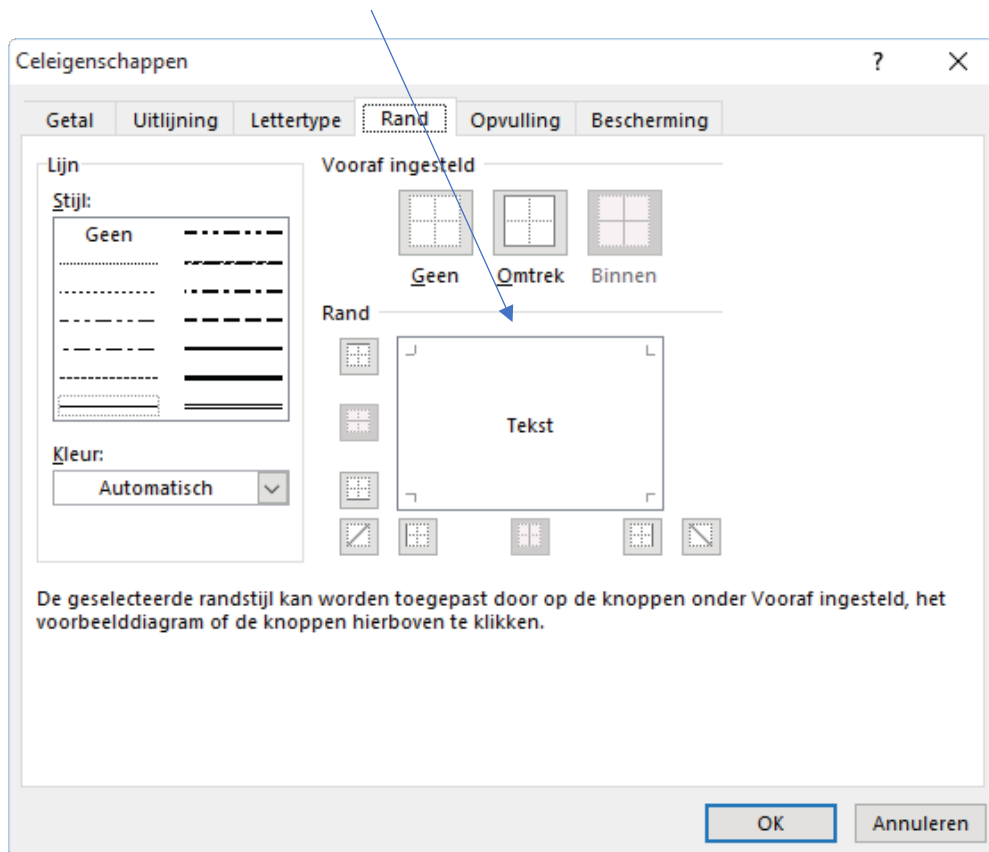 Celeigenschappen ?
Getal Uitlijning Lettertype Rand Opvulling Bescherming
Lijn
Stijl:
Geen
Kleur:
Automatisch
Vooraf ingesteld
Geen Omtrek Binnen
Rand
Tekst
De geselecteerde randstijl kan worden toegepast door op de knoppen onder Vooraf ingesteld, het
voorbeelddiagram of de knoppen hierboven te klikken.
OK Annuleren